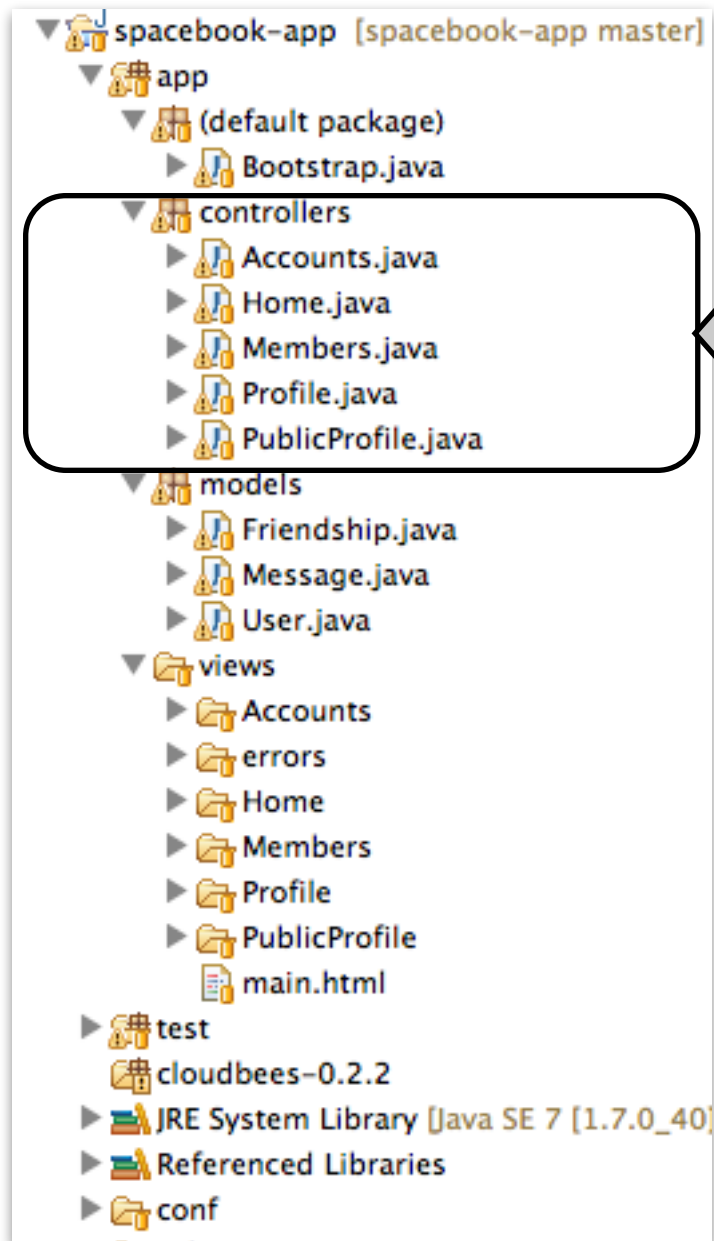 spacebook-app [spacebook-app master]
app
(default package)
Bootstrap.java
controllers
Accounts.java
Home.java
Members.java
Profile.java
PublicProfile.java
models
Friendship.java
Message.java
User.java
views
Accounts
errors
Home
Members
Profile
PublicProfile
main.html
test
cloudbees-0.2.2
JRE System Library [Java SE 7 [1.7.0_40]
Referenced Libraries
conf